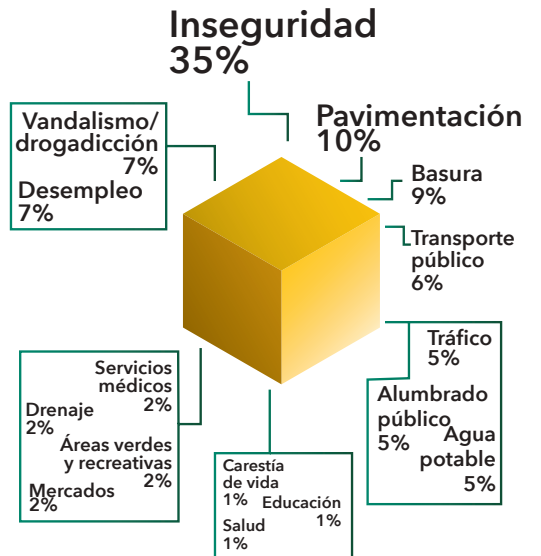 Inseguridad
35%
Vandalismo/
drogadicción
7%
Desempleo
7%
Pavimentación
10%
Basura
9%
Transporte
público
6%
Tráfico
5%
Alumbrado
público
5%
Agua
potable
5%
Servicios
médicos
2%
Drenaje
2%
Áreas verdes
y recreativas
2%
Mercados
2%
Carestía
de vida
1%
Educación
1%
Salud
1%